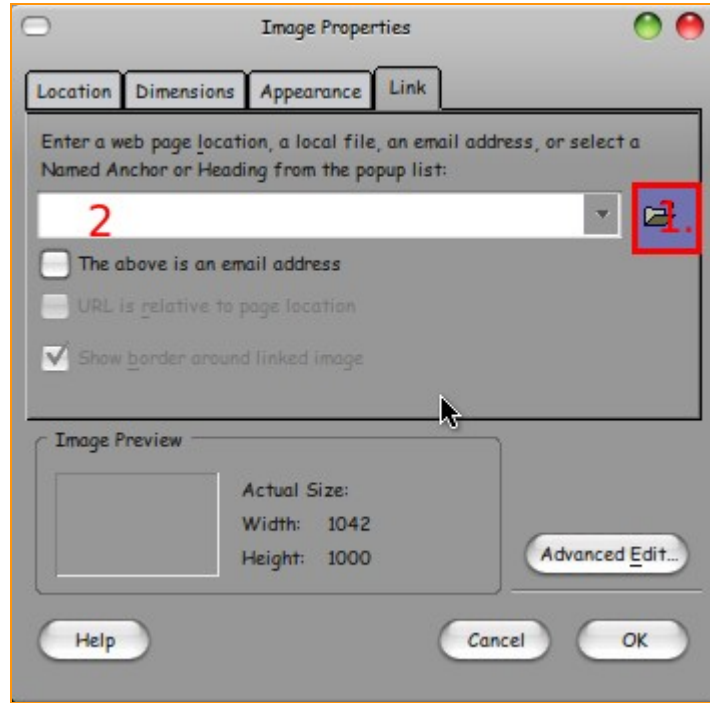 Image Properties
Location Dimensions Appearance Link
Enter a web page location, a local file, an email address, or select a
Named Anchor or Heading from the popup list:
2 1.
The above is an email address
URL is relative to page location
Show border around linked image
Image Preview
Actual Size:
Width: 1042
Height: 1000
Advanced Edit...
Help Cancel OK